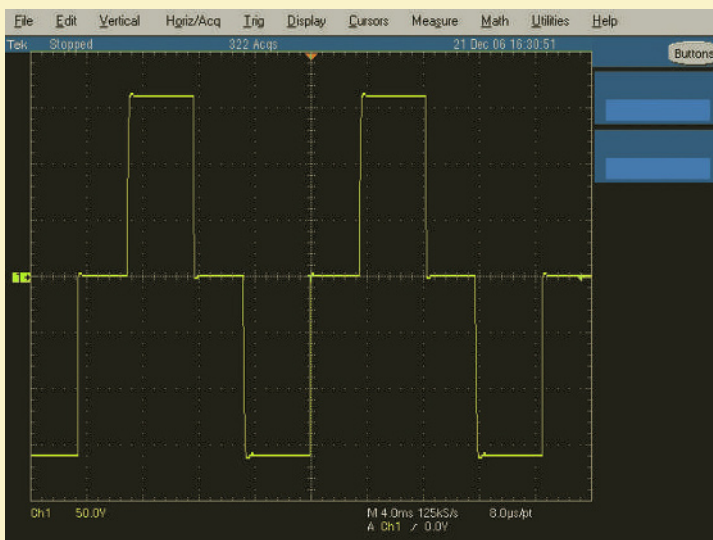 File Edit Vertical Horiz/Acq Trig Display Cursors Measure Math Utilities Help
Tek Stopped 322 Acqs 21 Dec 06 16:30:51
Buttons
1
Ch1 50.0V M 4.0ms 125kS/s 8.0µs/pt
A Ch1 / 0.0V